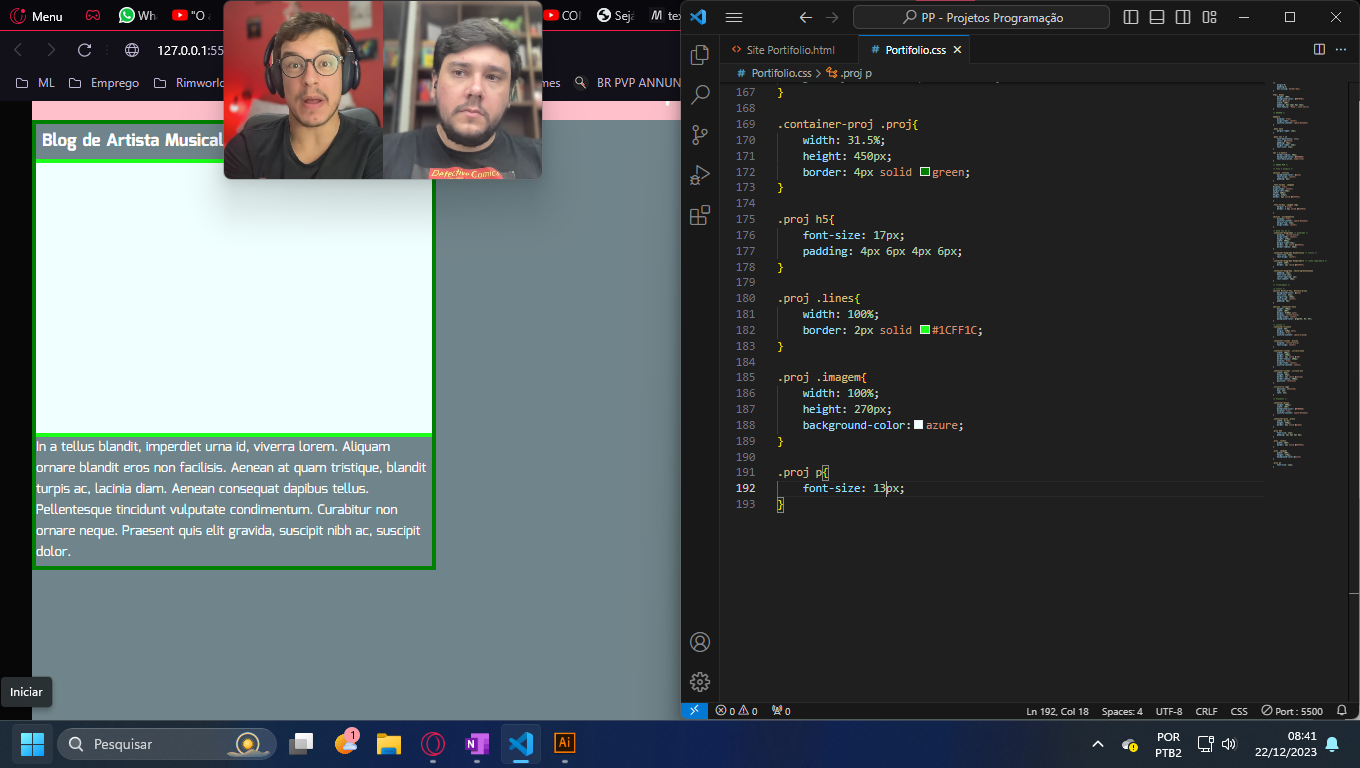 Menu
Wh
"O
CO
Sej
tex
PP - Projetos Programação
127.0.0.1:55
Site Portifolio.html
Portifolio.css
ML
Emprego
Rimworl
mes
BR PVP ANNUN
Portifolio.css > .proj p
Blog de Artista Musical
Detective Comics
167 }
168
169 .container-proj .proj{
170 width: 31.5%;
171 height: 450px;
172 border: 4px solid green;
173 }
174
175 .proj h5{
176 font-size: 17px;
177 padding: 4px 6px 4px 6px;
178 }
179
180 .proj .lines{
181 width: 100%;
182 border: 2px solid #1CFF1C;
183 }
184
185 .proj .imagem{
186 width: 100%;
187 height: 270px;
188 background-color: azure;
189 }
190
191 .proj p{
192 font-size: 13px;
193 }
In a tellus blandit, imperdiet urna id, viverra lorem. Aliquam
ornare blandit eros non facilisis. Aenean at quam tristique, blandit
turpis ac, lacinia diam. Aenean consequat dapibus tellus.
Pellentesque tincidunt vulputate condimentum. Curabitur non
ornare neque. Praesent quis elit gravida, suscipit nibh ac, suscipit
dolor.
Iniciar
0 0 0
Ln 192, Col 18
Spaces: 4
UTF-8
CRLF
CSS
Port : 5500
Pesquisar
1
N
Ai
POR
PTB2
08:41
22/12/2023